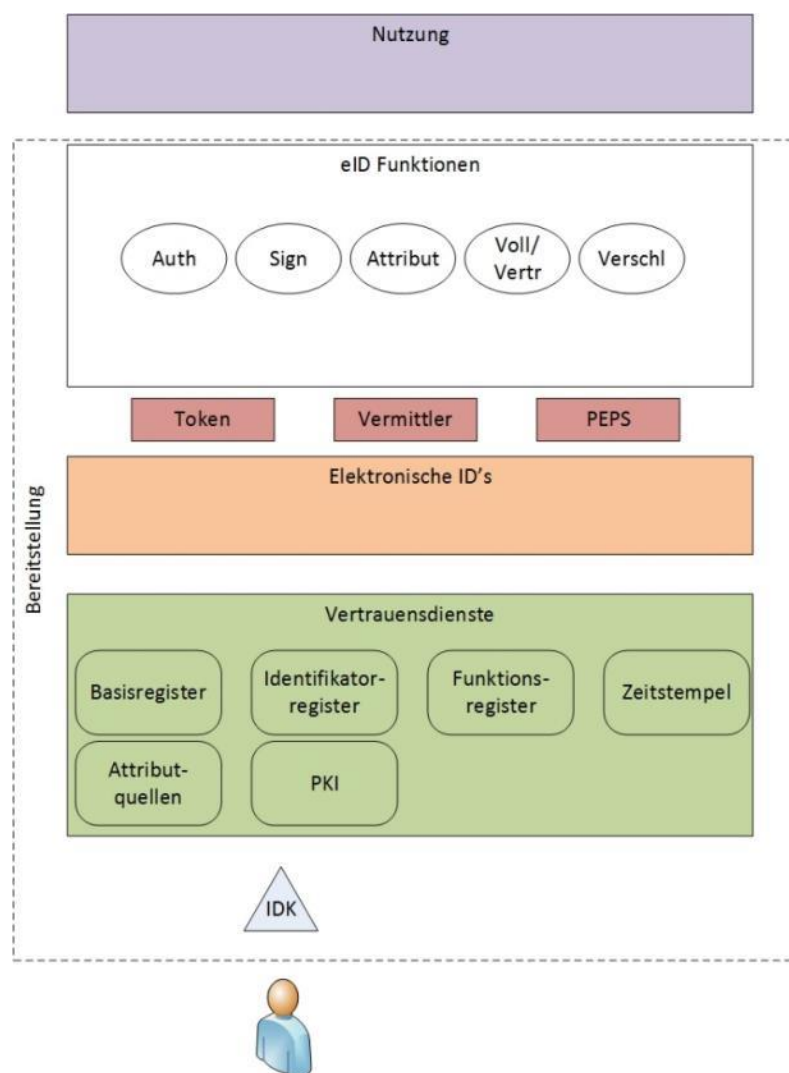 Nutzung
eID Funktionen
Auth
Sign
Attribut
Voll/
Vertr
Verschl
Token
Vermittler
PEPS
Elektronische ID's
Bereitstellung
Vertrauensdienste
Basisregister
Identifikator-
register
Funktions-
register
Zeitstempel
Attribut-
quellen
PKI
IDK